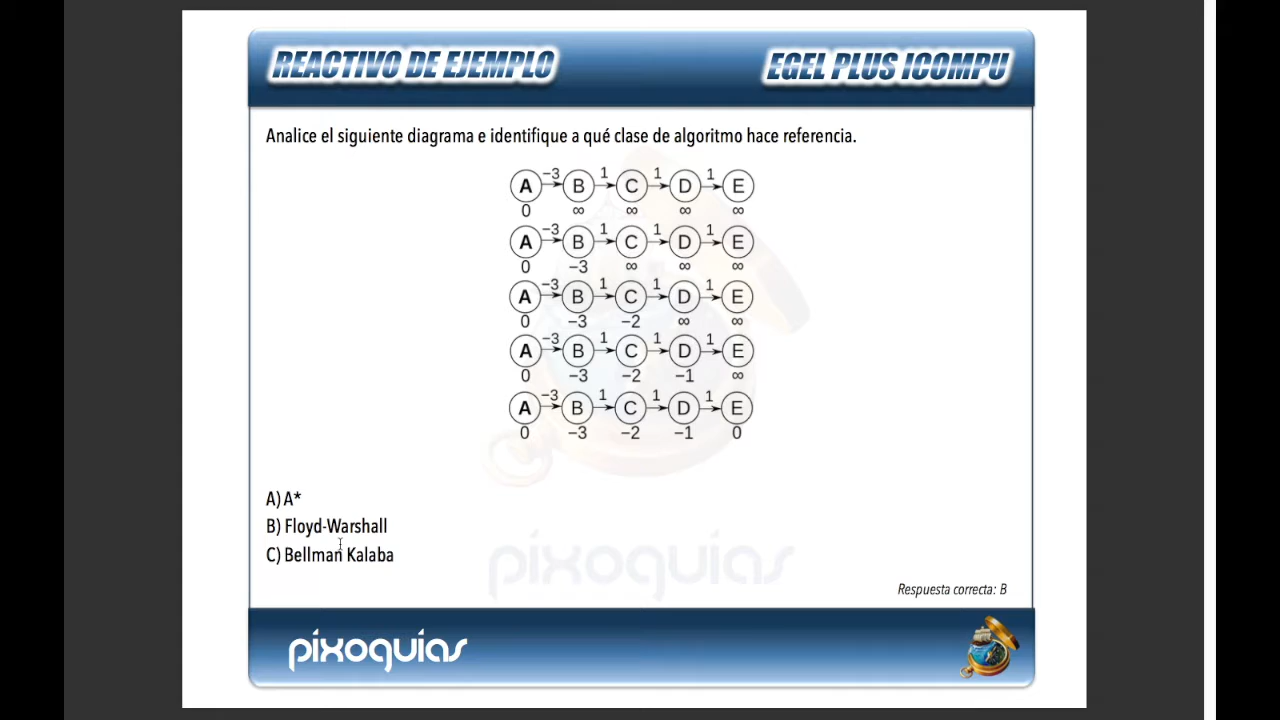 REACTIVO DE EJEMPLO
EGEL PLUS ICOMPU
Analice el siguiente diagrama e identifique a qué clase de algoritmo hace referencia.
A −3 B 1 C 1 D 1 E
0 ∞ ∞ ∞ ∞
A −3 B 1 C 1 D 1 E
0 −3 ∞ ∞ ∞
A −3 B 1 C 1 D 1 E
0 −3 −2 ∞ ∞
A −3 B 1 C 1 D 1 E
0 −3 −2 −1 ∞
A −3 B 1 C 1 D 1 E
0 −3 −2 −1 0
A) A*
B) Floyd-Warshall
C) Bellman Kalaba
pixoquias
Respuesta correcta: B
pixoquias